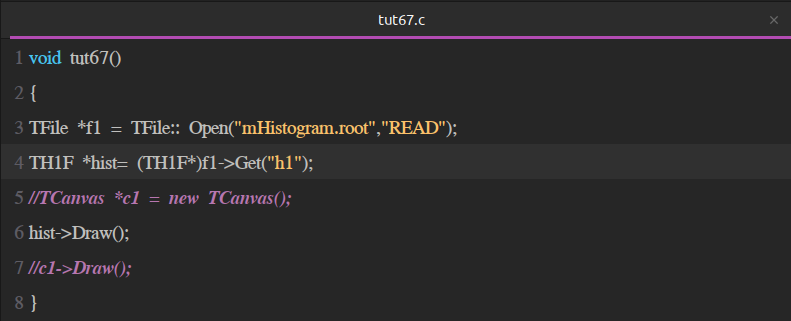 tut67.c ×
1 void tut67()
2 {
3 TFile *f1 = TFile:: Open("mHistogram.root","READ");
4 TH1F *hist= (TH1F*)f1->Get("h1");
5 //TCanvas *c1 = new TCanvas();
6 hist->Draw();
7 //c1->Draw();
8 }